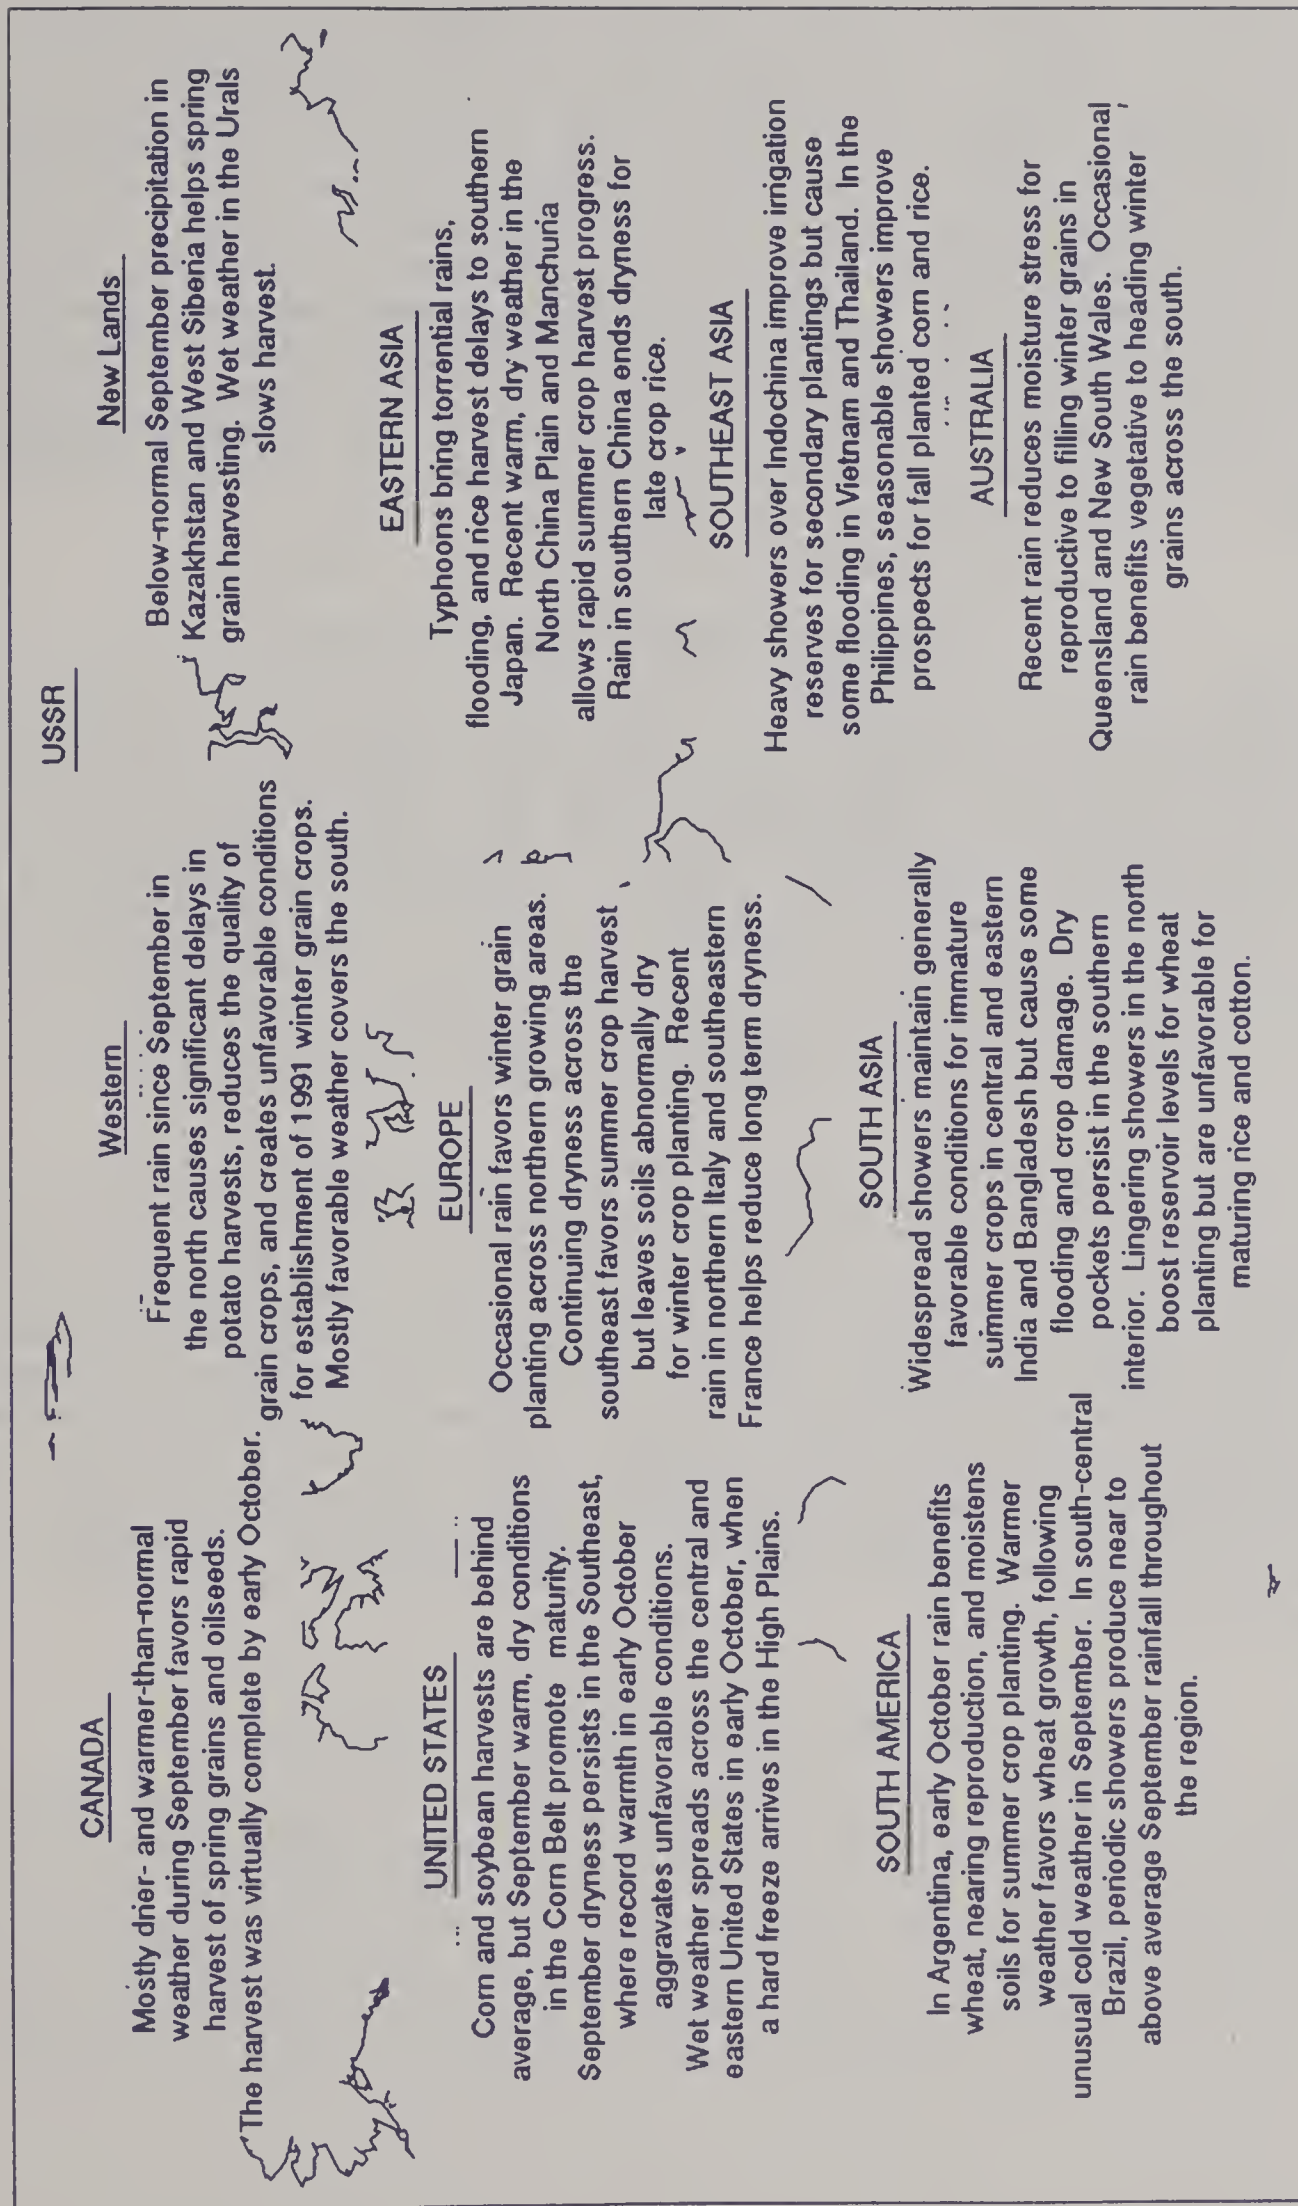 USSR
CANADA
Mostly drier- and warmer-than-normal
weather during September favors rapid
harvest of spring grains and oilseeds.
The harvest was virtually complete by early October.
Western
Frequent rain since September in
the north causes significant delays in
potato harvests, reduces the quality of
grain crops, and creates unfavorable conditions
for establishment of 1991 winter grain crops.
Mostly favorable weather covers the south.
New Lands
Below-normal September precipitation in
Kazakhstan and West Siberia helps spring
grain harvesting. Wet weather in the Urals
slows harvest.
UNITED STATES
Corn and soybean harvests are behind
average, but September warm, dry conditions
in the Corn Belt promote maturity.
September dryness persists in the Southeast,
where record warmth in early October
aggravates unfavorable conditions.
Wet weather spreads across the central and
eastern United States in early October, when
a hard freeze arrives in the High Plains.
EUROPE
Occasional rain favors winter grain
planting across northern growing areas.
Continuing dryness across the
southeast favors summer crop harvest
but leaves soils abnormally dry
for winter crop planting. Recent
rain in northern Italy and southeastern
France helps reduce long term dryness.
EASTERN ASIA
Typhoons bring torrential rains,
flooding, and rice harvest delays to southern
Japan. Recent warm, dry weather in the
North China Plain and Manchuria
allows rapid summer crop harvest progress.
Rain in southern China ends dryness for
late crop rice.
SOUTHEAST ASIA
Heavy showers over Indochina improve irrigation
reserves for secondary plantings but cause
some flooding in Vietnam and Thailand. In the
Philippines, seasonable showers improve
prospects for fall planted corn and rice.
SOUTH AMERICA
In Argentina, early October rain benefits
wheat, nearing reproduction, and moistens
soils for summer crop planting. Warmer
weather favors wheat growth, following
unusual cold weather in September. In south-central
Brazil, periodic showers produce near to
above average September rainfall throughout
the region.
SOUTH ASIA
Widespread showers maintain generally
favorable conditions for immature
summer crops in central and eastern
India and Bangladesh but cause some
flooding and crop damage. Dry
pockets persist in the southern
interior. Lingering showers in the north
boost reservoir levels for wheat
planting but are unfavorable for
maturing rice and cotton.
AUSTRALIA
Recent rain reduces moisture stress for
reproductive to filling winter grains in
Queensland and New South Wales. Occasional
rain benefits vegetative to heading winter
grains across the south.